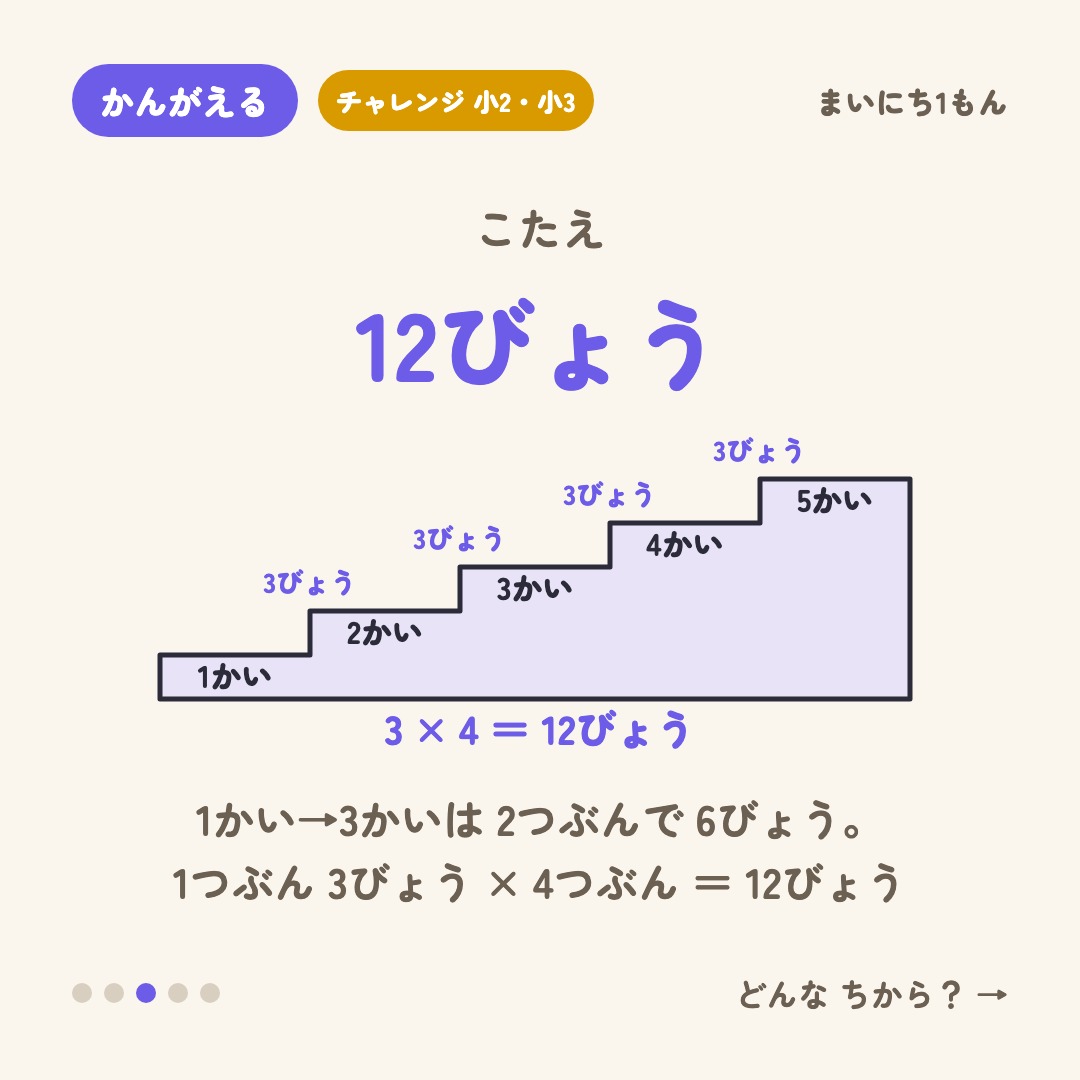 かんがえる
チャレンジ 小2・小3
まいにち1もん
こたえ
12びょう
3びょう
5かい
3びょう
4かい
3びょう
3かい
3びょう
2かい
1かい
3 × 4 = 12びょう
1かい→3かいは 2つぶんで 6びょう。
1つぶん 3びょう × 4つぶん = 12びょう
どんな ちから? →